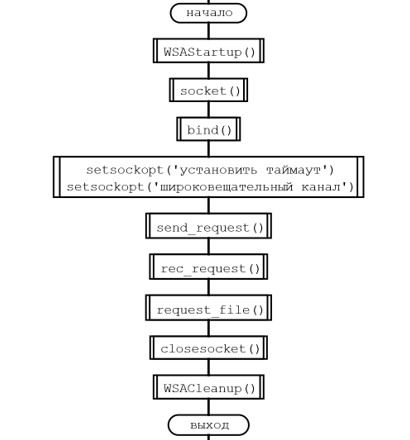 начало
WSAStartup()
socket()
bind()
setsockopt('установить таймаут')
setsockopt('широковещательный канал')
send_request()
rec_request()
request_file()
closesocket()
WSACleanup()
выход